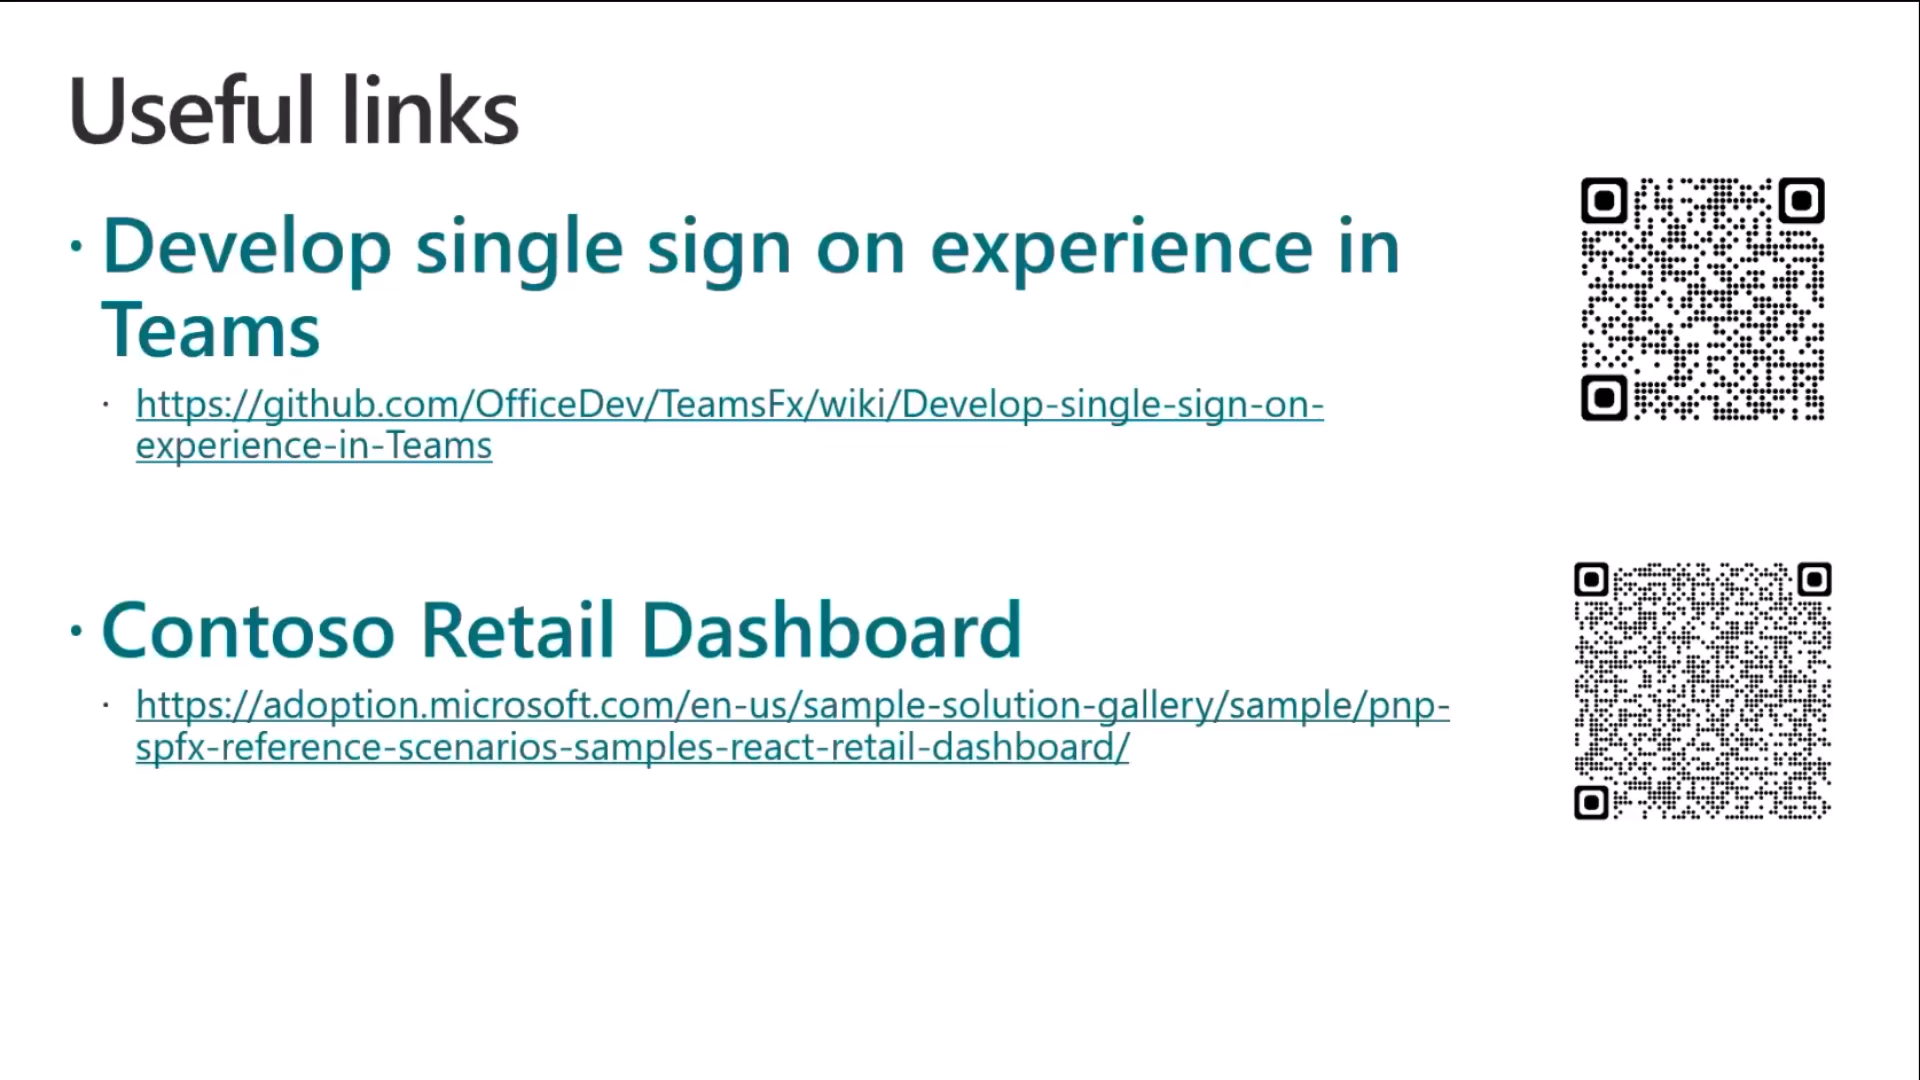 Useful links
· Develop single sign on experience in
Teams
· https://github.com/OfficeDev/TeamsFx/wiki/Develop-single-sign-on-
experience-in-Teams
· Contoso Retail Dashboard
· https://adoption.microsoft.com/en-us/sample-solution-gallery/sample/pnp-
spfx-reference-scenarios-samples-react-retail-dashboard/